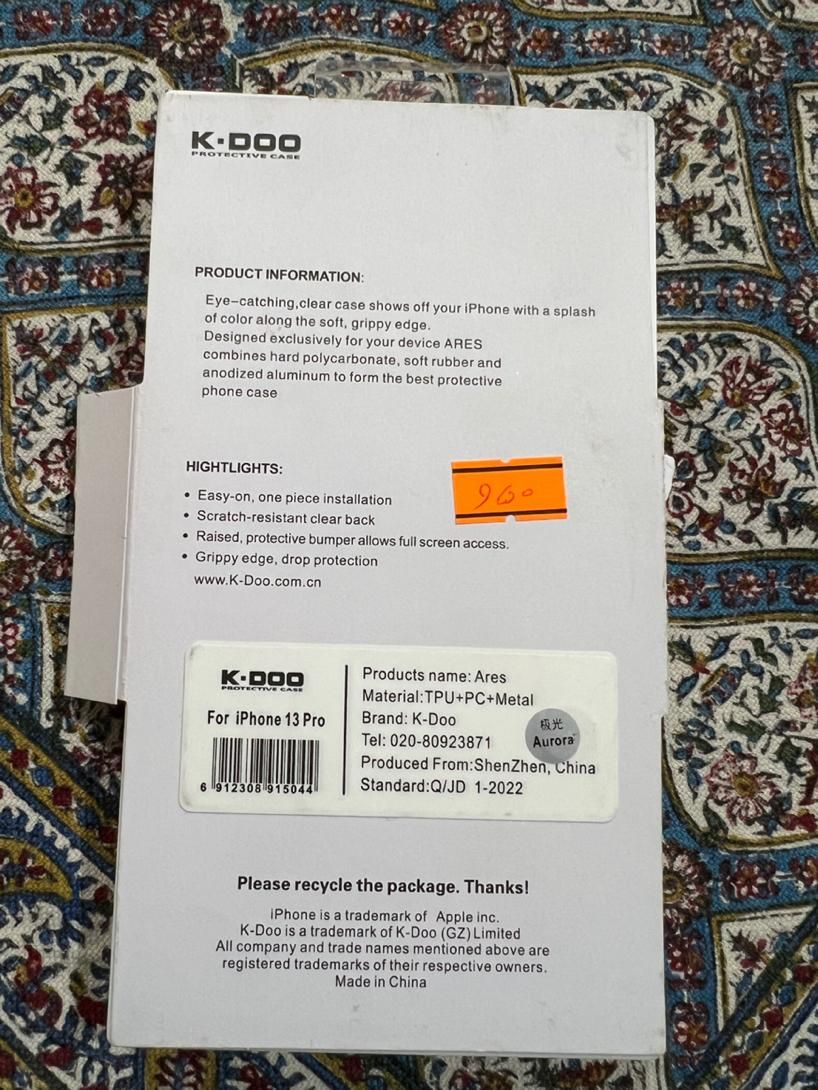 K-DOO
PROTECTIVE CASE
PRODUCT INFORMATION:
Eye-catching,clear case shows off your iPhone with a splash
of color along the soft, grippy edge.
Designed exclusively for your device ARES
combines hard polycarbonate, soft rubber and
anodized aluminum to form the best protective
phone case
HIGHTLIGHTS:
• Easy-on, one piece installation
• Scratch-resistant clear back
• Raised, protective bumper allows full screen access.
• Grippy edge, drop protection
www.K-Doo.com.cn
K-DOO
PROTECTIVE CASE
For iPhone 13 Pro
6 912308 915044
Products name: Ares
Material:TPU+PC+Metal
Brand: K-Doo
Tel: 020-80923871
Produced From:ShenZhen, China
Standard:Q/JD 1-2022
极光
Aurora
Please recycle the package. Thanks!
iPhone is a trademark of Apple inc.
K-Doo is a trademark of K-Doo (GZ) Limited
All company and trade names mentioned above are
registered trademarks of their respective owners.
Made in China